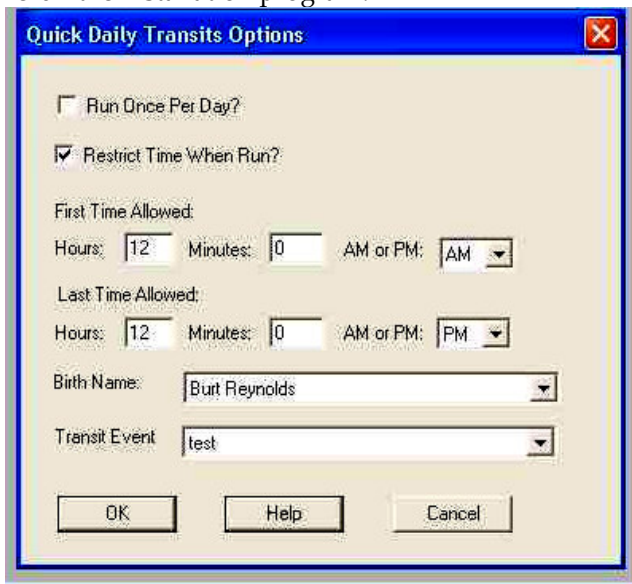 Quick Daily Transits Options
Run Once Per Day?
Restrict Time When Run?
First Time Allowed:
Hours: 12 Minutes: 0 AM or PM: AM
Last Time Allowed:
Hours: 12 Minutes: 0 AM or PM: PM
Birth Name: Burt Reynolds
Transit Event test
OK Help Cancel